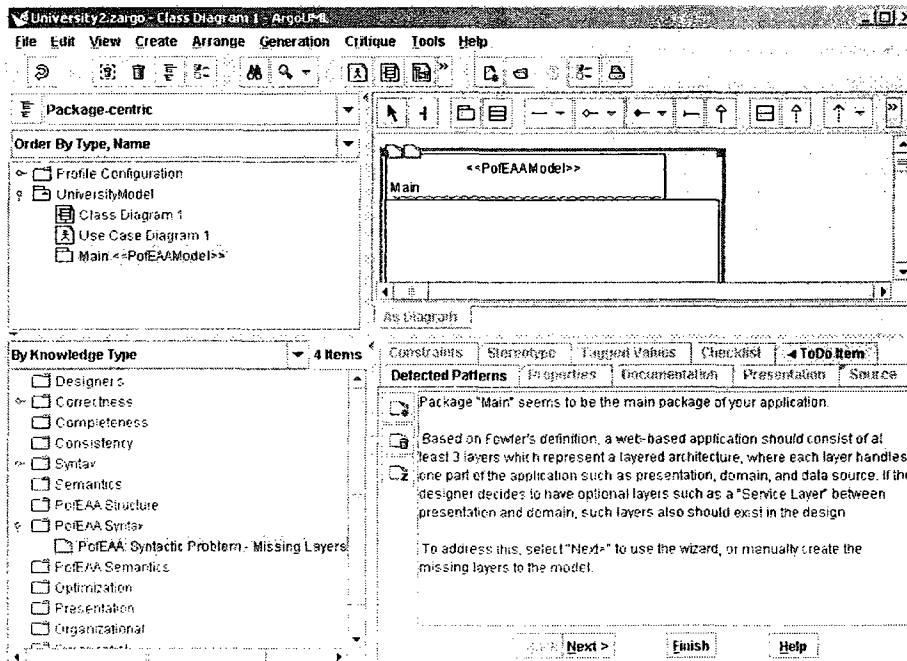 University2.zargo - Class Diagram 1 - ArgoUML
File Edit View Create Arrange Generation Critique Tools Help
Package-centric
Order By Type, Name
Profile Configuration
UniversityModel
Class Diagram 1
Use Case Diagram 1
Main <<PofEAAModel>>
<<PofEAAModel>>
Main
As Diagram
By Knowledge Type 4 Items
Designers
Correctness
Completeness
Consistency
Syntax
Semantics
PofEAA Structure
PofEAA Syntax
PofEAA: Syntactic Problem - Missing Layers
PofEAA Semantics
Optimization
Presentation
Organizational
Constraints Stereotype Tagged Values Checklist ToDo Item
Detected Patterns Properties Documentation Presentation Source
Package "Main" seems to be the main package of your application.
Based on Fowler's definition, a web-based application should consist of at
least 3 layers which represent a layered architecture, where each layer handles
one part of the application such as presentation, domain, and data source. If the
designer decides to have optional layers such as a "Service Layer" between
presentation and domain, such layers also should exist in the design
To address this, select "Next>" to use the wizard, or manually create the
missing layers to the model.
Next > Finish Help